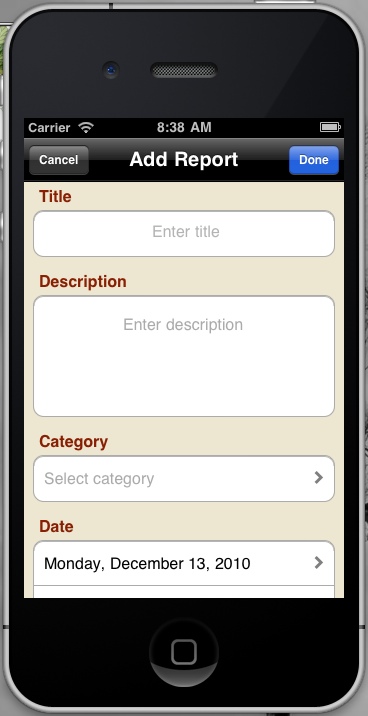 Carrier 8:38 AM
Cancel Add Report Done
Title
Enter title
Description
Enter description
Category
Select category
Date
Monday, December 13, 2010